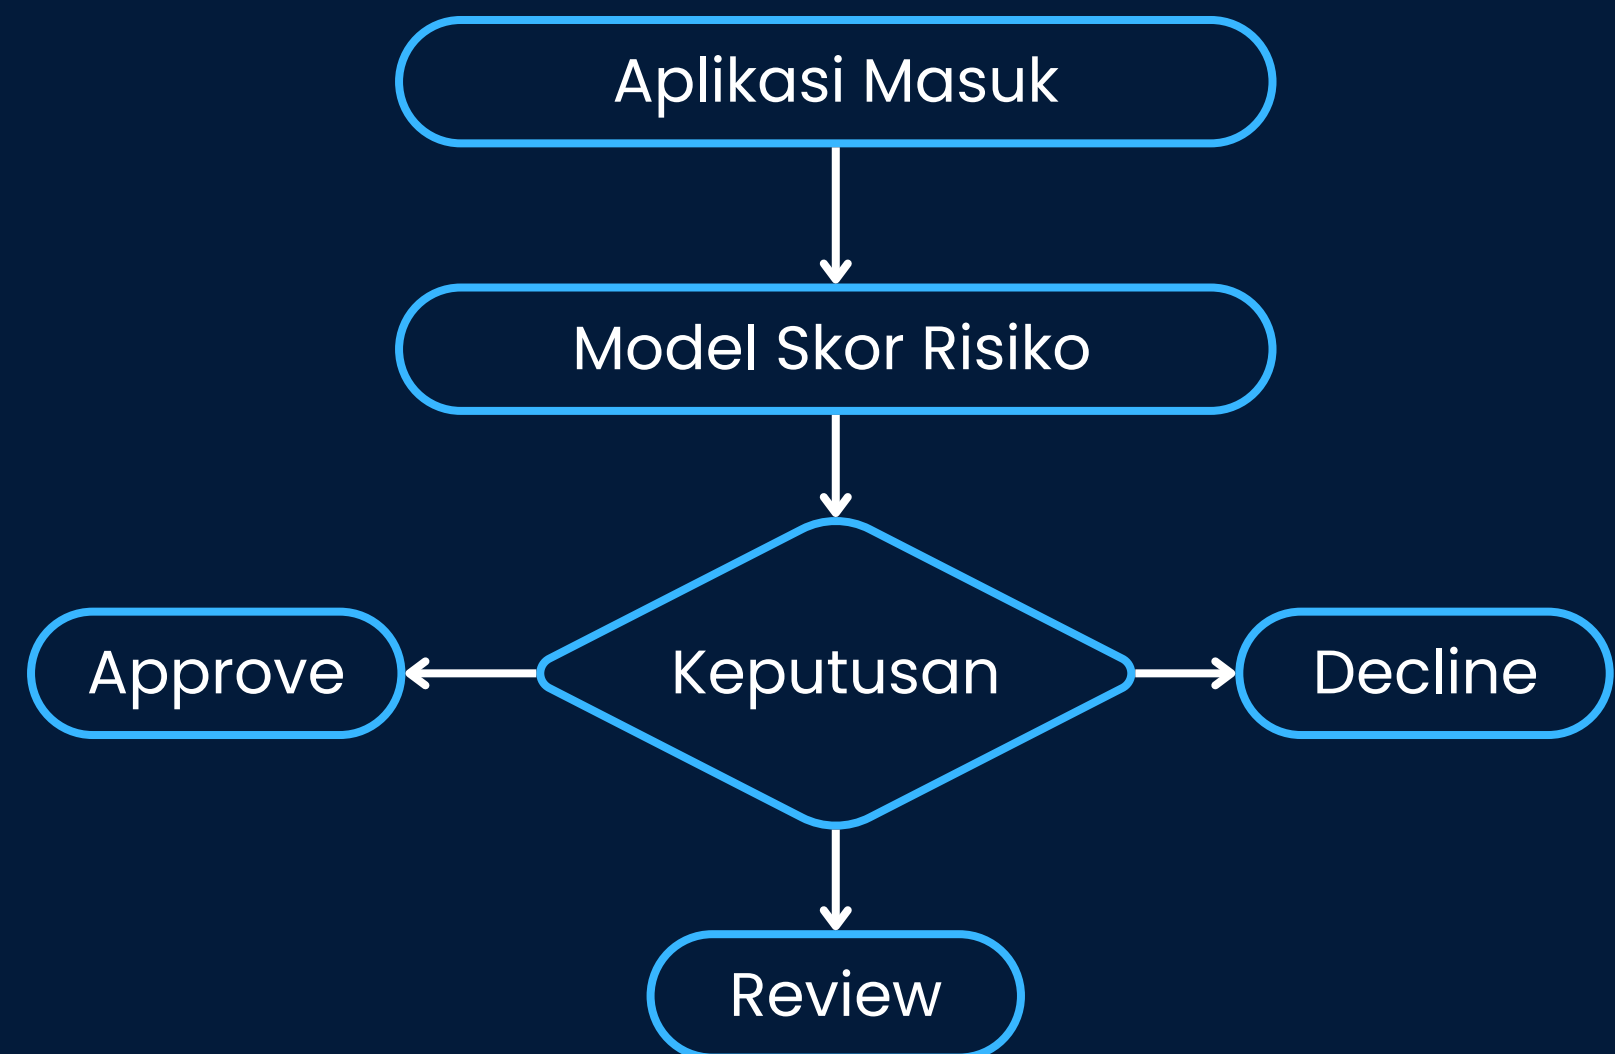 Aplikasi Masuk
Model Skor Risiko
Approve
Keputusan
Decline
Review